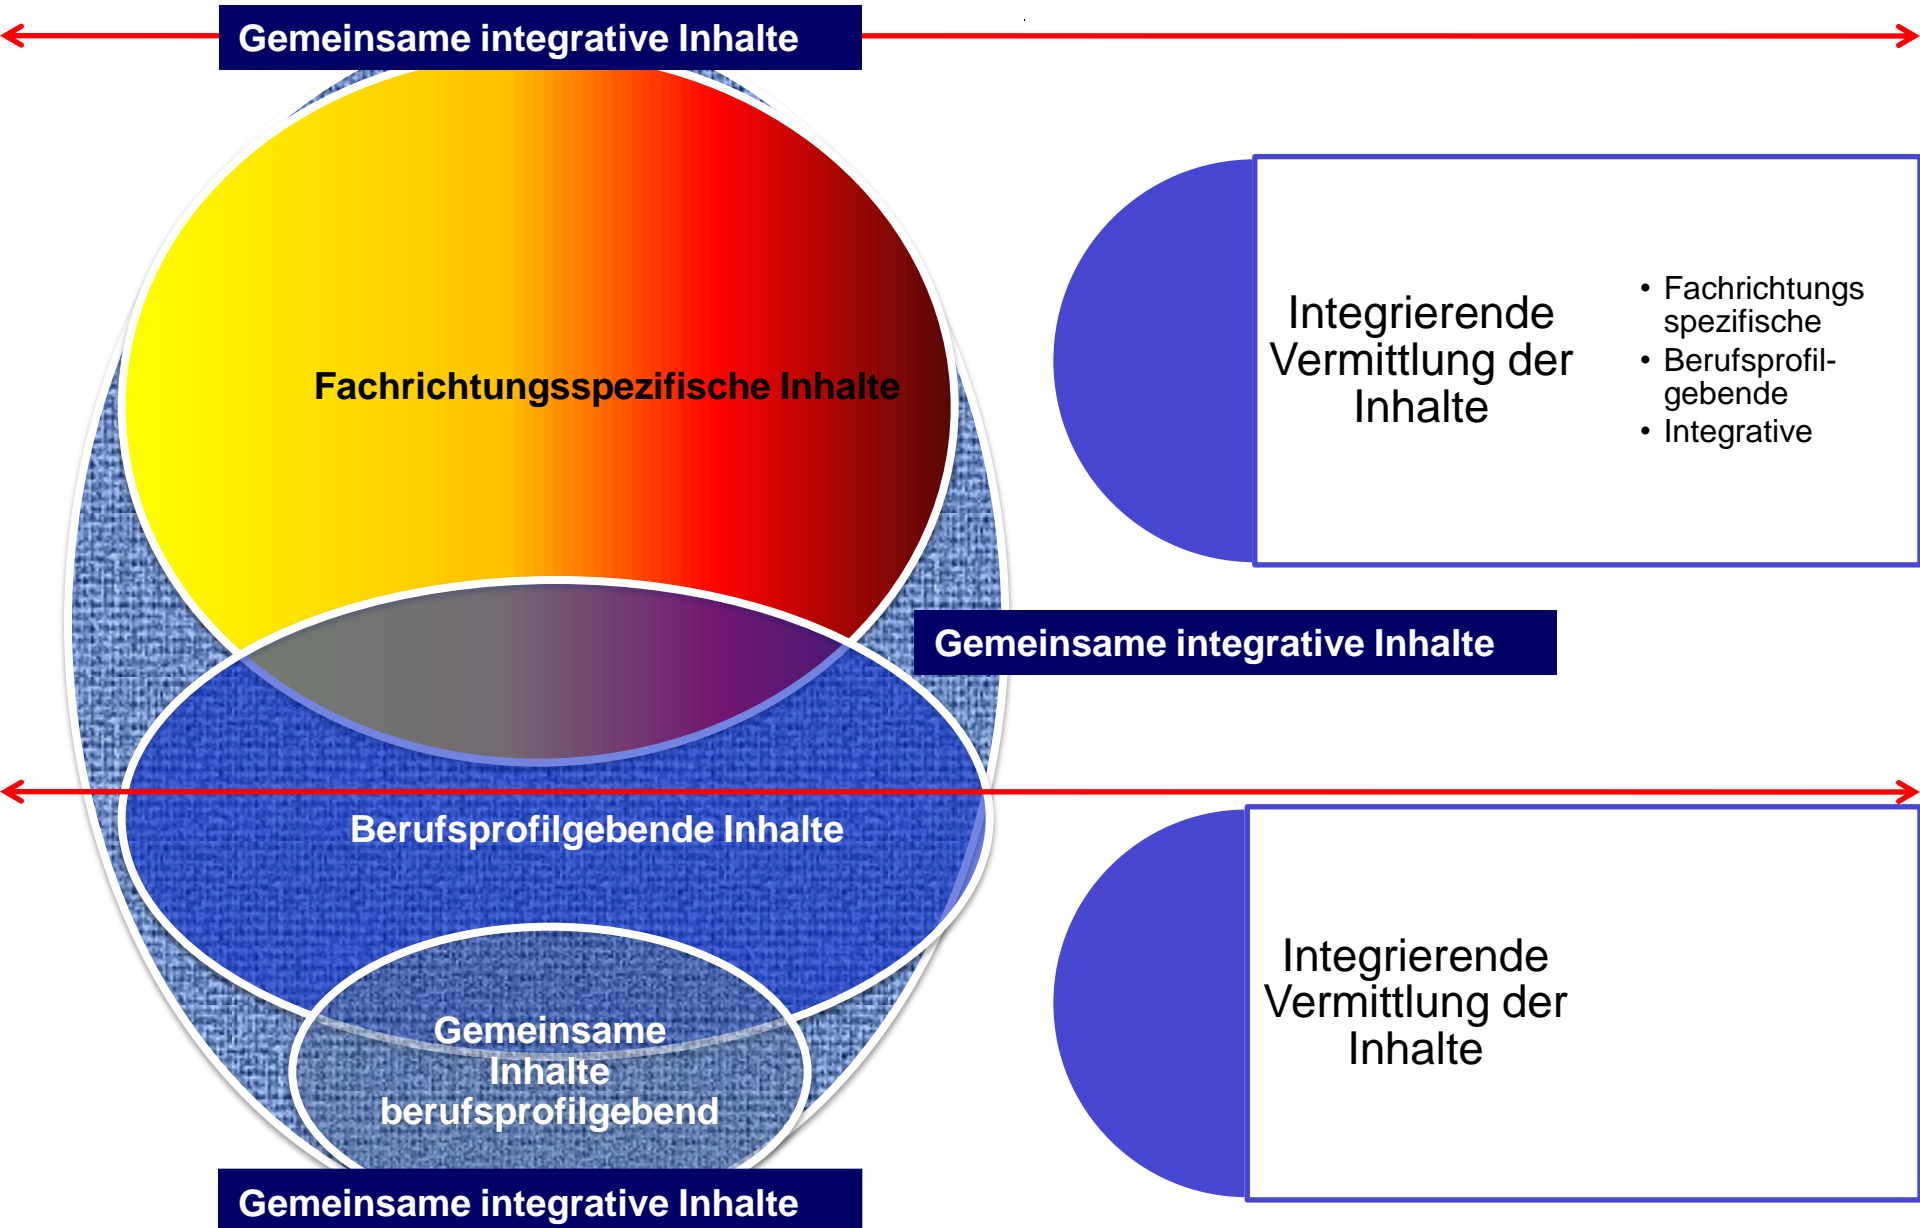 Gemeinsame integrative Inhalte
Fachrichtungsspezifische Inhalte
Integrierende
Vermittlung der
Inhalte
• Fachrichtungs
spezifische
• Berufsprofil-
gebende
• Integrative
Gemeinsame integrative Inhalte
Berufsprofilgebende Inhalte
Integrierende
Vermittlung der
Inhalte
Gemeinsame
Inhalte
berufsprofilgebend
Gemeinsame integrative Inhalte